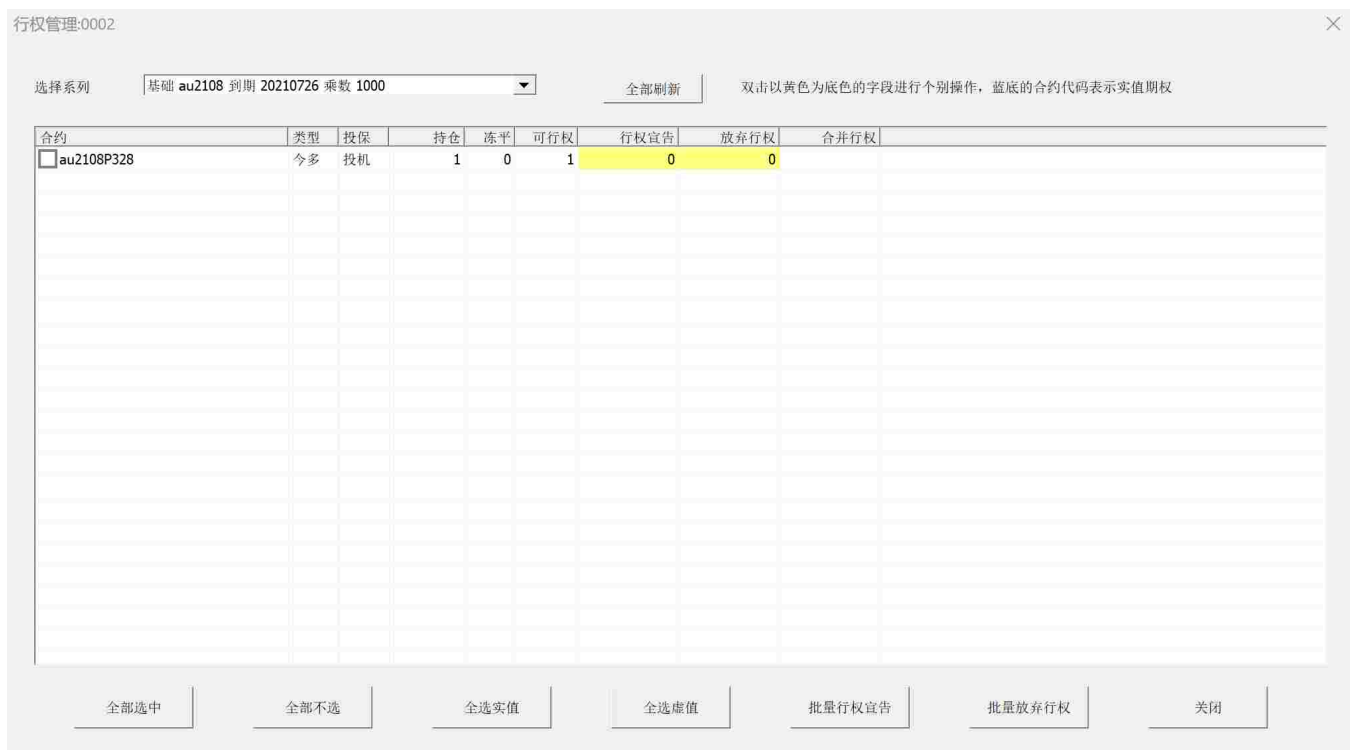 行权管理:0002
选择系列 基础 au2108 到期 20210726 乘数 1000 全部刷新 双击以黄色为底色的字段进行个别操作，蓝底的合约代码表示实值期权
合约 类型 投保 持仓 冻平 可行权 行权宣告 放弃行权 合并行权
au2108P328 今多 投机 1 0 1 0 0
全部选中 全部不选 全选实值 全选虚值 批量行权宣告 批量放弃行权 关闭